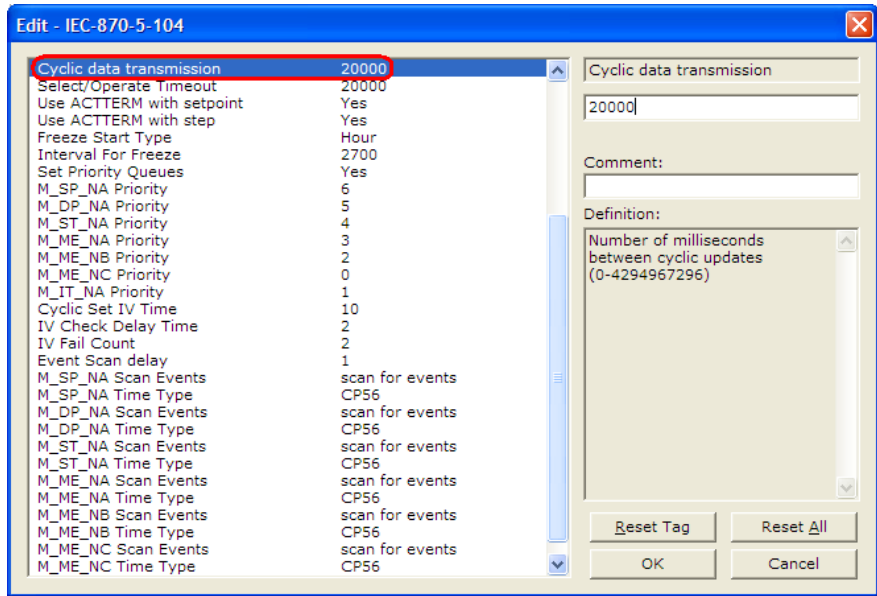 Edit - IEC-870-5-104
Cyclic data transmission 20000
Select/Operate Timeout 20000
Use ACTTERM with setpoint Yes
Use ACTTERM with step Yes
Freeze Start Type Hour
Interval For Freeze 2700
Set Priority Queues Yes
M_SP_NA Priority 6
M_DP_NA Priority 5
M_ST_NA Priority 4
M_ME_NA Priority 3
M_ME_NB Priority 2
M_ME_NC Priority 0
M_IT_NA Priority 1
Cyclic Set IV Time 10
IV Check Delay Time 2
IV Fail Count 2
Event Scan delay 1
M_SP_NA Scan Events scan for events
M_SP_NA Time Type CP56
M_DP_NA Scan Events scan for events
M_DP_NA Time Type CP56
M_ST_NA Scan Events scan for events
M_ST_NA Time Type CP56
M_ME_NA Scan Events scan for events
M_ME_NA Time Type CP56
M_ME_NB Scan Events scan for events
M_ME_NB Time Type CP56
M_ME_NC Scan Events scan for events
M_ME_NC Time Type CP56
Cyclic data transmission
20000
Comment:
Definition:
Number of milliseconds
between cyclic updates
(0-4294967296)
Reset Tag Reset All
OK Cancel